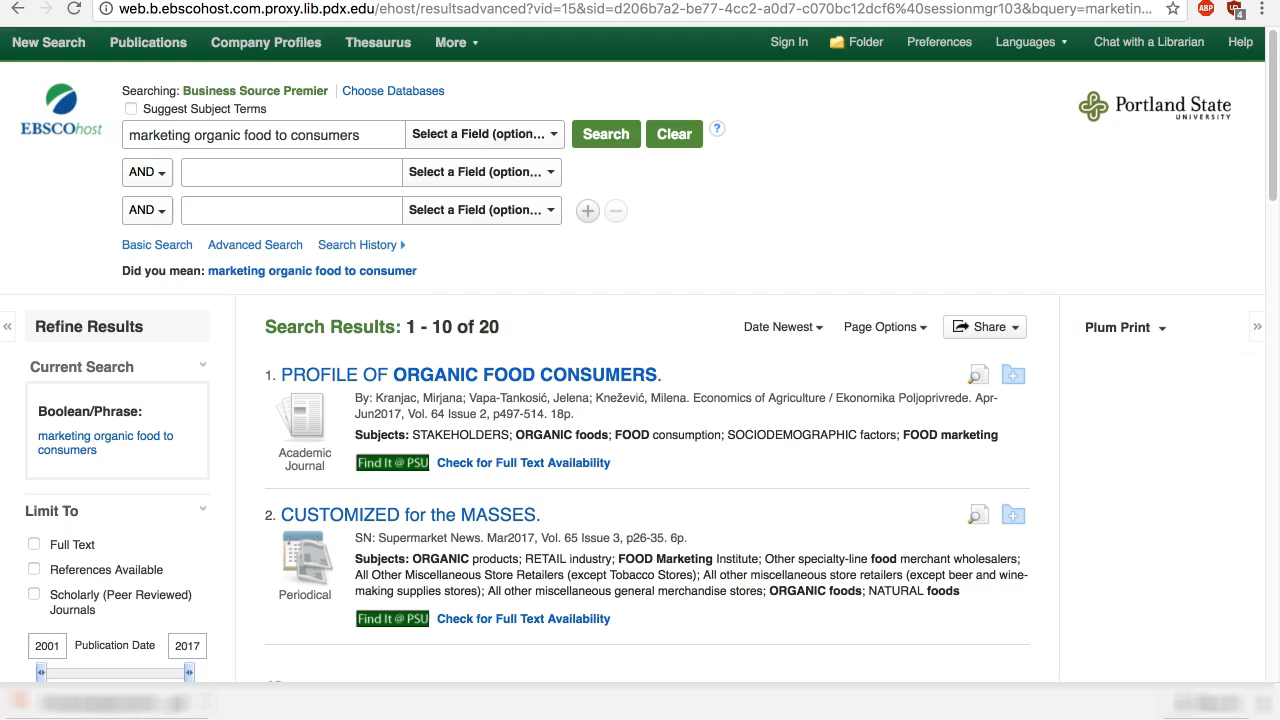 web.b.ebscohost.com.proxy.lib.pdx.edu/ehost/resultsadvanced?vid=15&sid=d206b7a2-be77-4cc2-a0d7-c070bc12dcf6%40sessionmgr103&bquery=marketin...
ABP
4
New Search Publications Company Profiles Thesaurus More
Sign In Folder Preferences Languages Chat with a Librarian Help
EBSCOhost
Searching: Business Source Premier Choose Databases
Suggest Subject Terms
marketing organic food to consumers Select a Field (option... Search Clear ?
AND Select a Field (option...
AND Select a Field (option...
Basic Search Advanced Search Search History
Did you mean: marketing organic food to consumer
Portland State
UNIVERSITY
Refine Results
Current Search
Boolean/Phrase:
marketing organic food to
consumers
Limit To
Full Text
References Available
Scholarly (Peer Reviewed)
Journals
2001 Publication Date 2017
Search Results: 1 - 10 of 20
Date Newest Page Options Share
1. PROFILE OF ORGANIC FOOD CONSUMERS.
By: Kranjac, Mirjana; Vapa-Tankosić, Jelena; Knežević, Milena. Economics of Agriculture / Ekonomika Poljoprivrede. Apr-
Jun2017, Vol. 64 Issue 2, p497-514. 18p.
Subjects: STAKEHOLDERS; ORGANIC foods; FOOD consumption; SOCIODEMOGRAPHIC factors; FOOD marketing
Academic
Journal
Find It @ PSU Check for Full Text Availability
2. CUSTOMIZED for the MASSES.
SN: Supermarket News. Mar2017, Vol. 65 Issue 3, p26-35. 6p.
Subjects: ORGANIC products; RETAIL industry; FOOD Marketing Institute; Other specialty-line food merchant wholesalers;
All Other Miscellaneous Store Retailers (except Tobacco Stores); All other miscellaneous store retailers (except beer and wine-
making supplies stores); All other miscellaneous general merchandise stores; ORGANIC foods; NATURAL foods
Periodical
Find It @ PSU Check for Full Text Availability
Plum Print